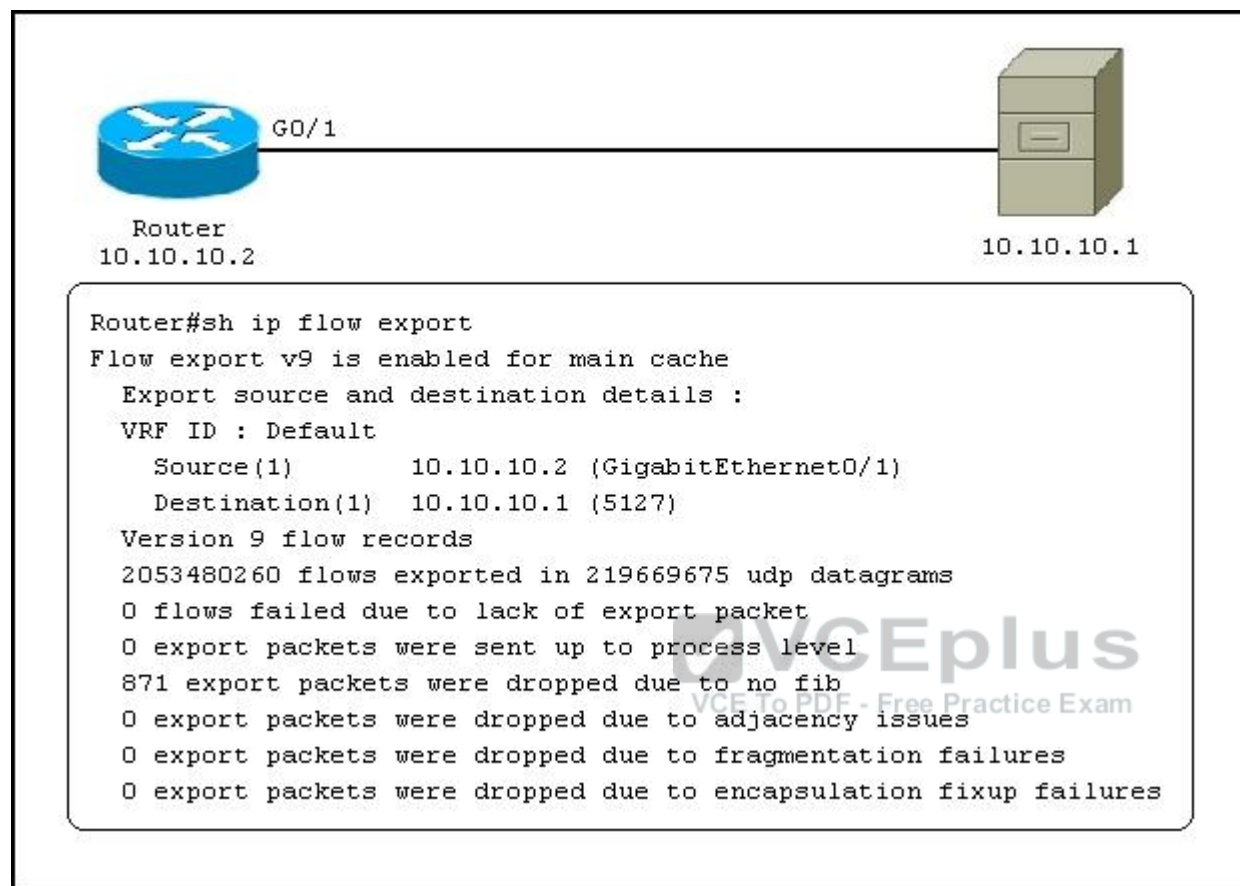 G0/1
Router
10.10.10.2
10.10.10.1
Router#sh ip flow export
Flow export v9 is enabled for main cache
Export source and destination details :
VRF ID : Default
Source(1) 10.10.10.2 (GigabitEthernet0/1)
Destination(1) 10.10.10.1 (5127)
Version 9 flow records
2053480260 flows exported in 219669675 udp datagrams
0 flows failed due to lack of export packet
0 export packets were sent up to process level
871 export packets were dropped due to no fib
0 export packets were dropped due to adjacency issues
0 export packets were dropped due to fragmentation failures
0 export packets were dropped due to encapsulation fixup failures
VCEplus
VCE To PDF - Free Practice Exam